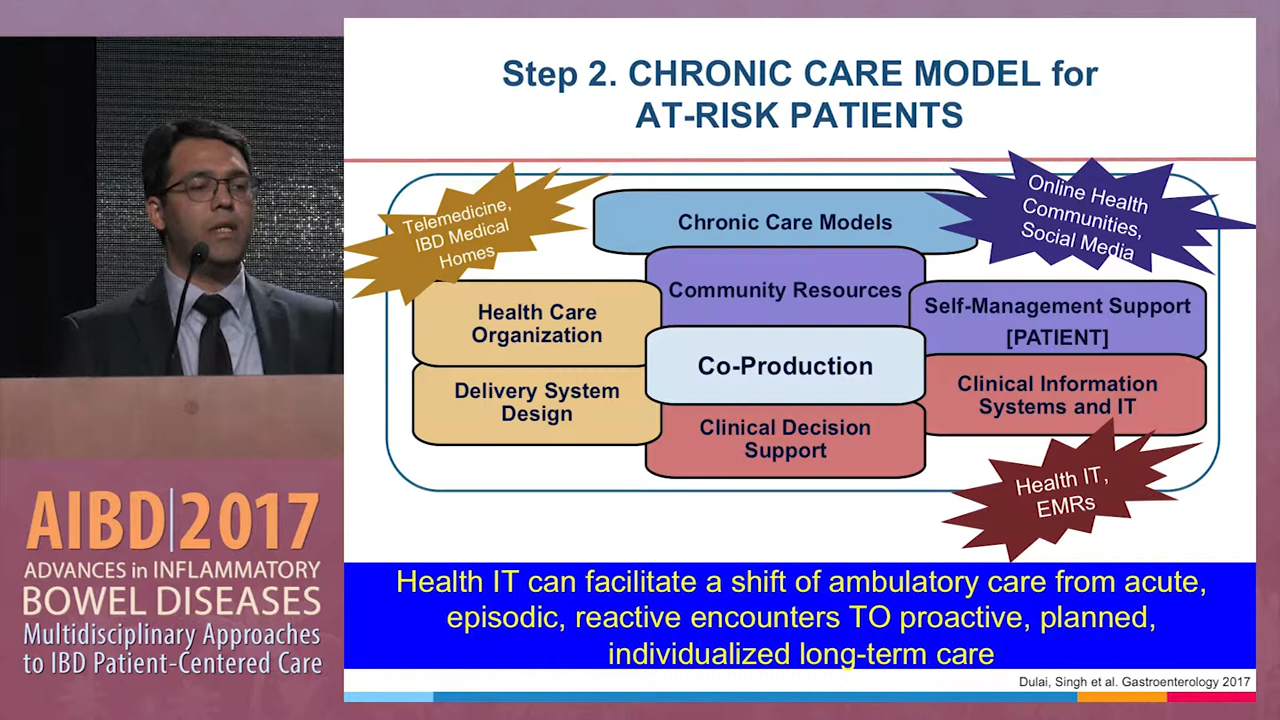 Step 2. CHRONIC CARE MODEL for
AT-RISK PATIENTS
Telemedicine,
IBD Medical
Homes
Chronic Care Models
Online Health
Communities,
Social Media
Community Resources
Health Care
Organization
Self-Management Support
[PATIENT]
Co-Production
Delivery System
Design
Clinical Information
Systems and IT
Clinical Decision
Support
Health IT,
EMRs
Health IT can facilitate a shift of ambulatory care from acute,
episodic, reactive encounters TO proactive, planned,
individualized long-term care
Dulai, Singh et al. Gastroenterology 2017
AIBD|2017
ADVANCES in INFLAMMATORY
BOWEL DISEASES
Multidisciplinary Approaches
to IBD Patient-Centered Care